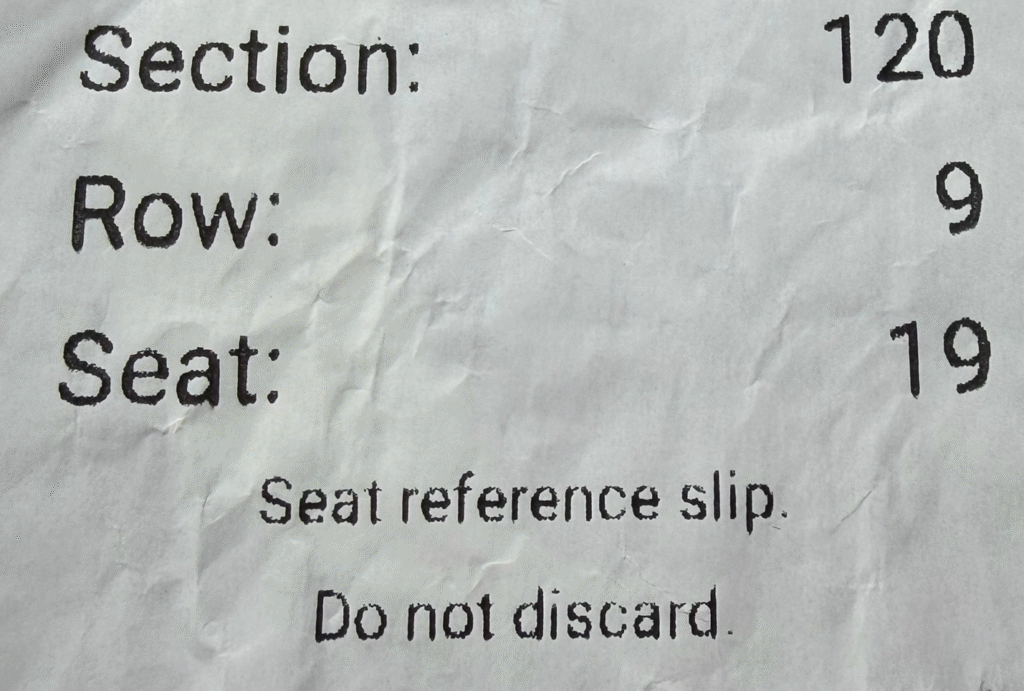 Section: 120
Row: 9
Seat: 19
Seat reference slip.
Do not discard.